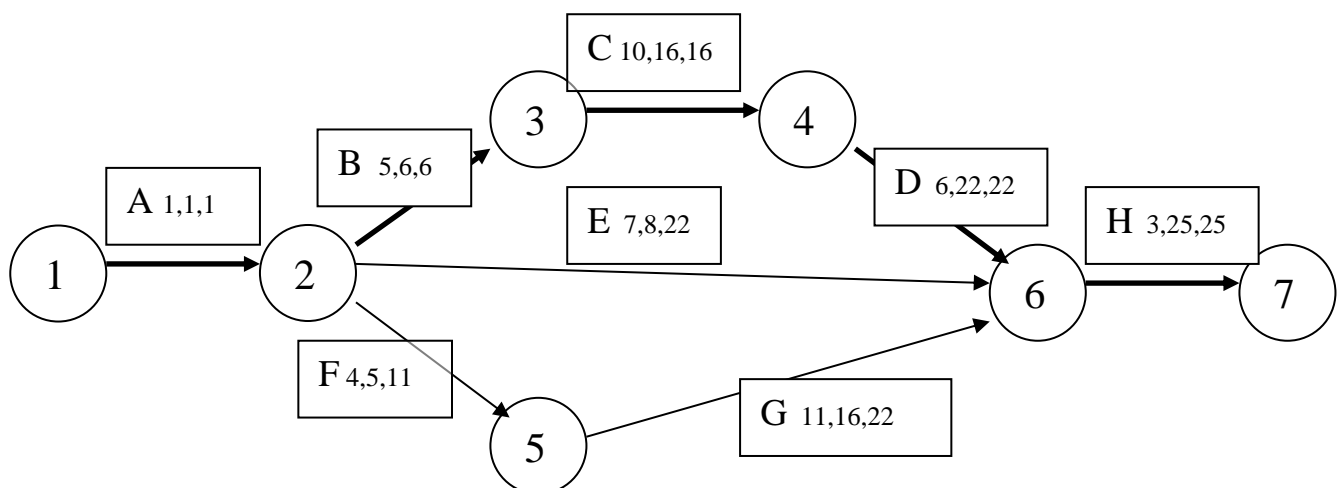 C 10,16,16
3
4
B 5,6,6
D 6,22,22
A 1,1,1
E 7,8,22
H 3,25,25
1
2
6
7
F 4,5,11
G 11,16,22
5